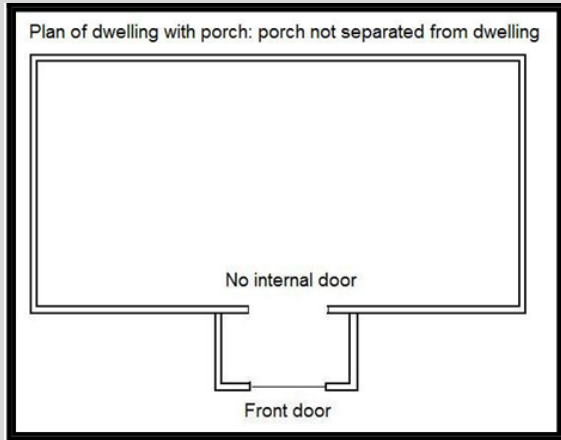 Plan of dwelling with porch: porch not separated from dwelling
No internal door
Front door